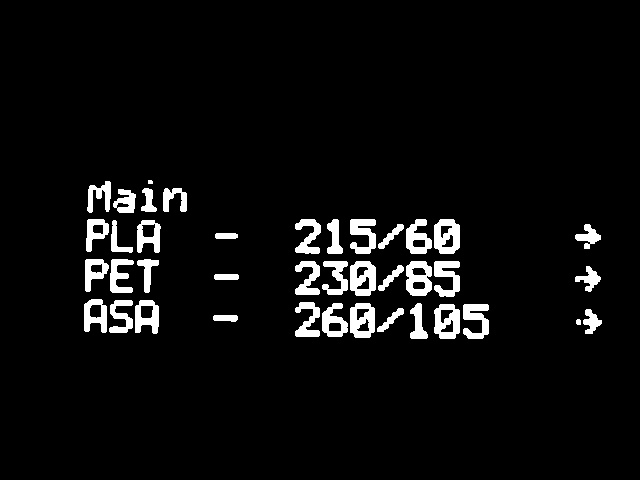 Main
PLA - 215/60 →
PET - 230/85 →
ASA - 260/105 →